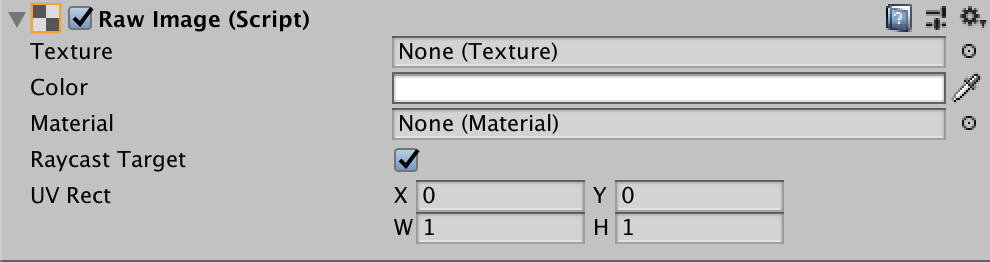 Raw Image (Script)
Texture None (Texture)
Color
Material None (Material)
Raycast Target
UV Rect X 0 Y 0
W 1 H 1